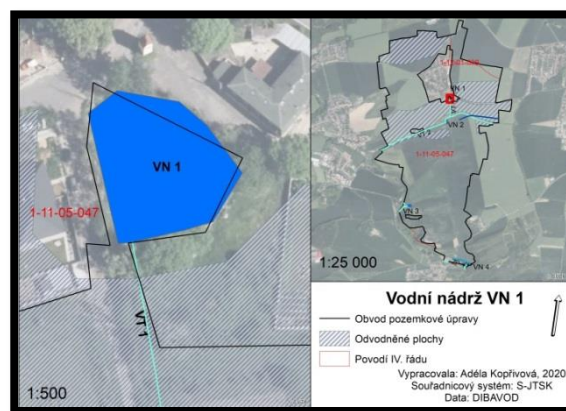 VN 1
1-11-05-047
VT 1
1:500
VN 1
VN 2
1-11-05-047
VN 3
VN 4
1:25 000
Vodní nádrž VN 1
Obvod pozemkové úpravy
Odvodněné plochy
Povodí IV. řádu
Vypracovala: Adéla Kopřivová, 2020
Souřadnicový systém: S-JTSK
Data: DIBAVOD